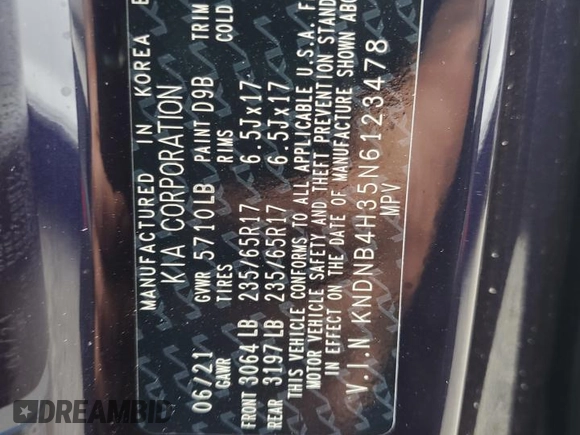 MANUFACTURED IN KOREA
KIA CORPORATION
06/21 GVWR 5710LB PAINT D9B TRIM
GAWR TIRES RIMS COLD
FRONT 3064 LB 235/65R17 6.5Jx17
REAR 3197 LB 235/65R17 6.5Jx17
THIS VEHICLE CONFORMS TO ALL APPLICABLE U.S.A. F
MOTOR VEHICLE SAFETY AND THEFT PREVENTION STAND
IN EFFECT ON THE DATE OF MANUFACTURE SHOWN ABO
V.I.N KNDNB4H35N6123478
MPV
DREAMBID